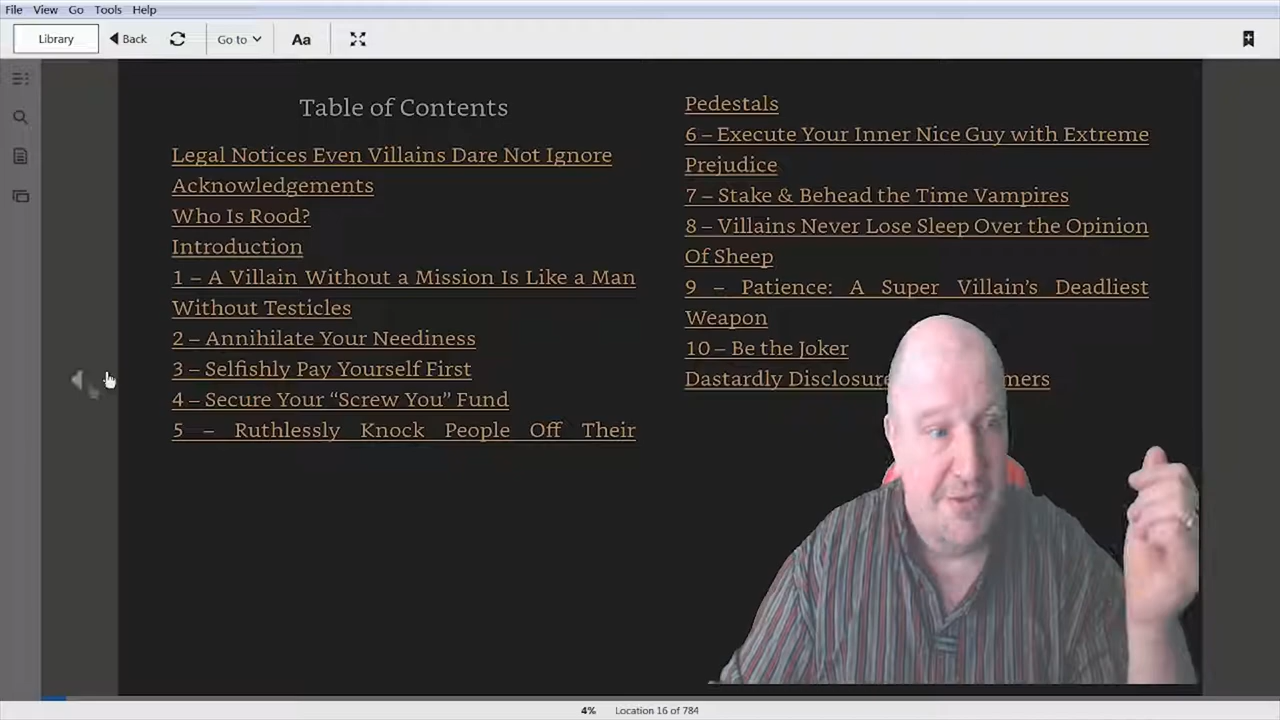 File View Go Tools Help
Library Back Go to Aa
Table of Contents
Legal Notices Even Villains Dare Not Ignore
Acknowledgements
Who Is Rood?
Introduction
1 – A Villain Without a Mission Is Like a Man
Without Testicles
2 – Annihilate Your Neediness
3 – Selfishly Pay Yourself First
4 – Secure Your “Screw You” Fund
5 – Ruthlessly Knock People Off Their
Pedestals
6 – Execute Your Inner Nice Guy with Extreme
Prejudice
7 – Stake & Behead the Time Vampires
8 – Villains Never Lose Sleep Over the Opinion
Of Sheep
9 – Patience: A Super Villain’s Deadliest
Weapon
10 – Be the Joker
Dastardly
4% Location 16 of 784